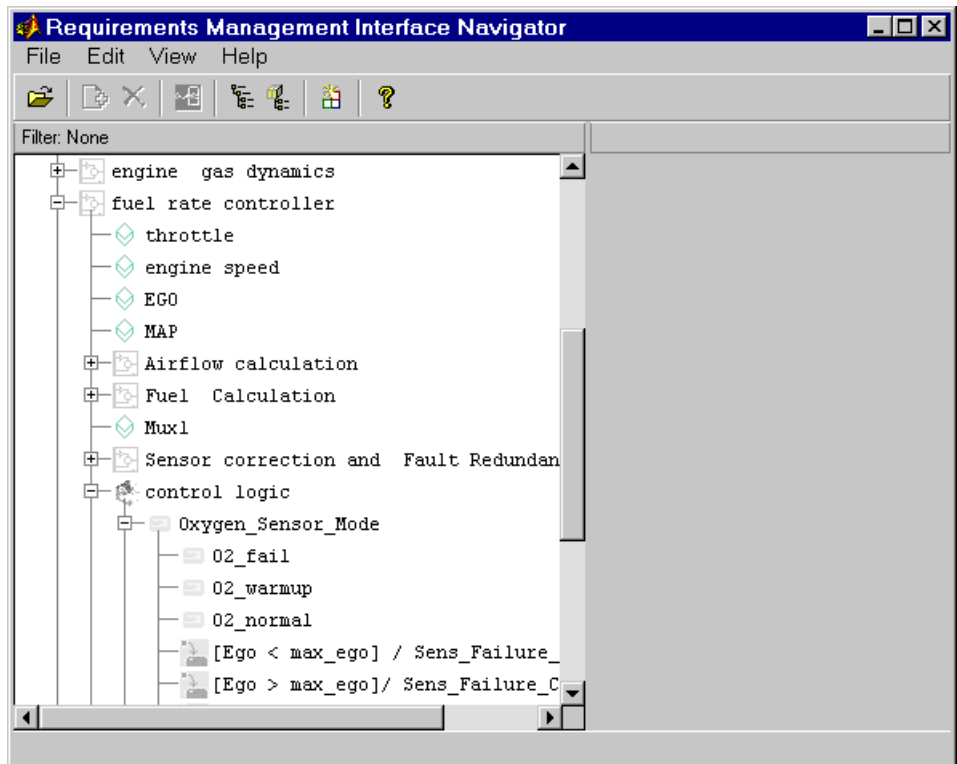 Requirements Management Interface Navigator
File Edit View Help
Filter: None
engine gas dynamics
fuel rate controller
throttle
engine speed
EGO
MAP
Airflow calculation
Fuel Calculation
Mux1
Sensor correction and Fault Redundan
control logic
Oxygen_Sensor_Mode
O2_fail
O2_warmup
O2_normal
[Ego < max_ego] / Sens_Failure_
[Ego > max_ego]/ Sens_Failure_C